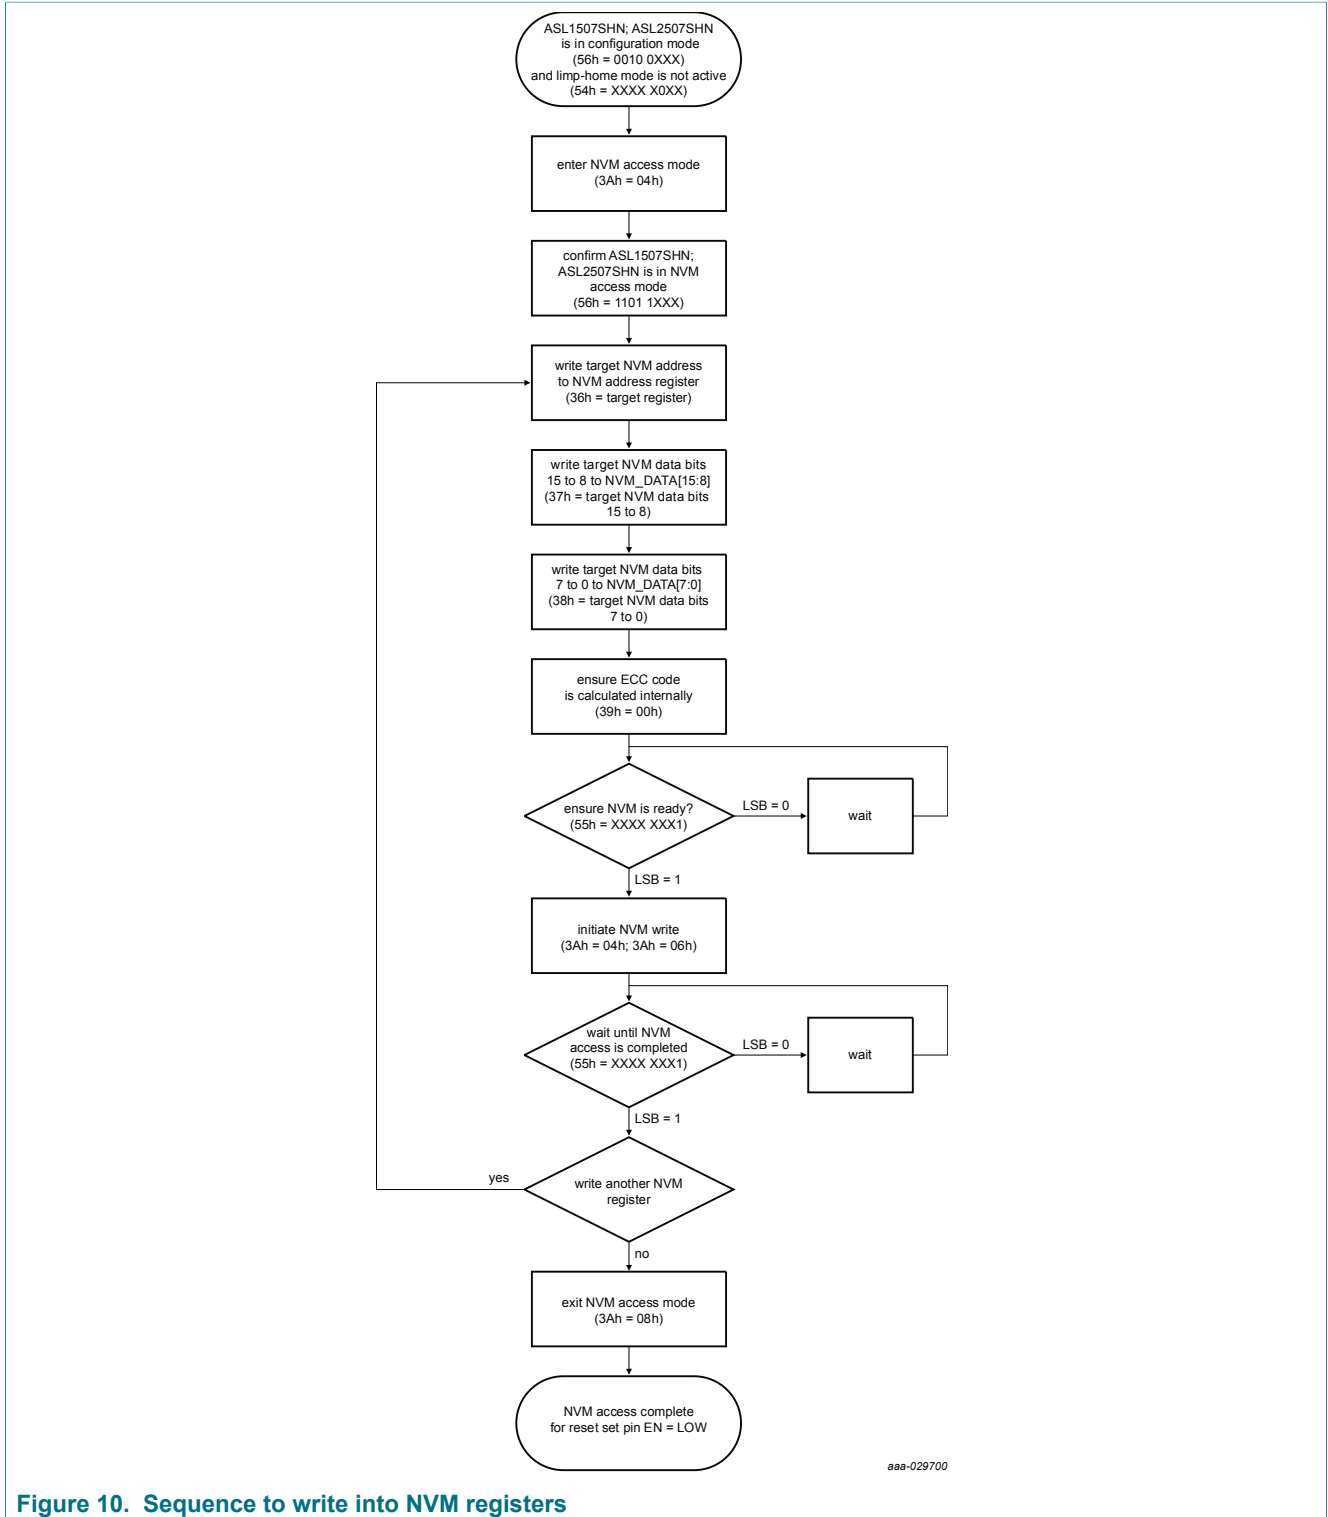 ASL1507SHN; ASL2507SHN
is in configuration mode
(56h = 0010 0XXX)
and limp-home mode is not active
(54h = XXXX X0XX)
enter NVM access mode
(3Ah = 04h)
confirm ASL1507SHN;
ASL2507SHN is in NVM
access mode
(56h = 1101 1XXX)
write target NVM address
to NVM address register
(36h = target register)
write target NVM data bits
15 to 8 to NVM_DATA[15:8]
(37h = target NVM data bits
15 to 8)
write target NVM data bits
7 to 0 to NVM_DATA[7:0]
(38h = target NVM data bits
7 to 0)
ensure ECC code
is calculated internally
(39h = 00h)
ensure NVM is ready?
(55h = XXXX XXX1)
LSB = 0
wait
LSB = 1
initiate NVM write
(3Ah = 04h; 3Ah = 06h)
wait until NVM
access is completed
(55h = XXXX XXX1)
LSB = 0
wait
LSB = 1
yes
write another NVM
register
no
exit NVM access mode
(3Ah = 08h)
NVM access complete
for reset set pin EN = LOW
aaa-029700
Figure 10. Sequence to write into NVM registers